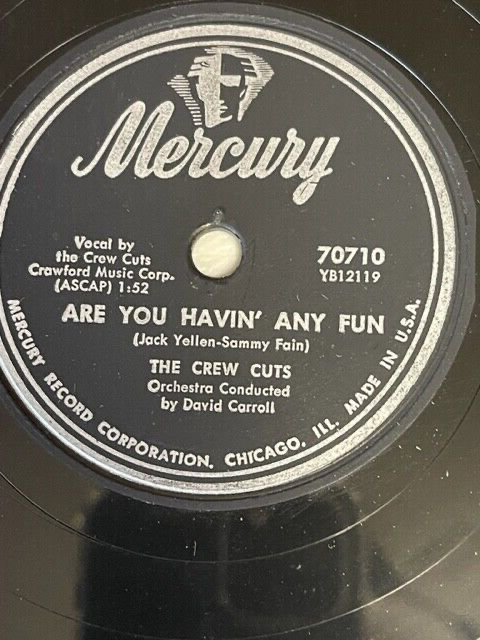 Mercury
Vocal by
the Crew Cuts
Crawford Music Corp.
(ASCAP) 1:52
70710
YB12119
ARE YOU HAVIN' ANY FUN
(Jack Yellen-Sammy Fain)
THE CREW CUTS
Orchestra Conducted
by David Carroll
MERCURY RECORD CORPORATION. CHICAGO. ILL. MADE IN U.S.A.